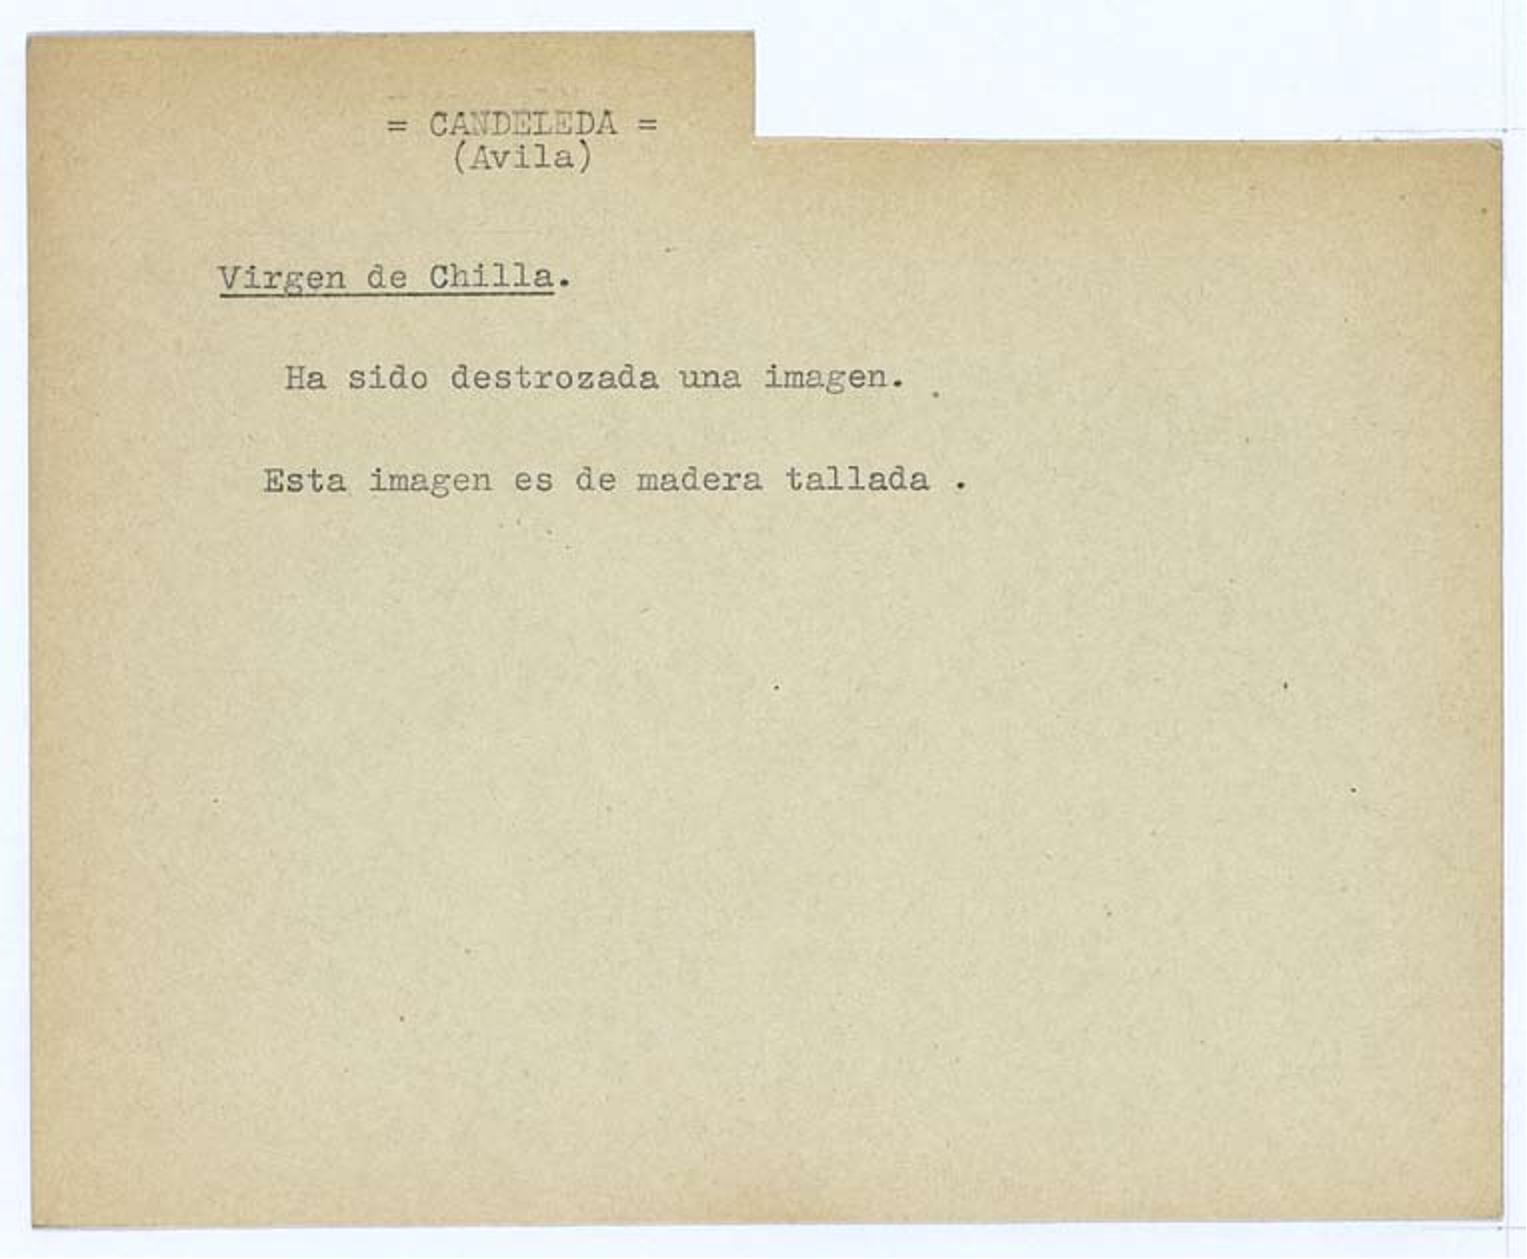 = CANDELEDA =
(Avila)
Virgen de Chilla.
Ha sido destrozada una imagen.
Esta imagen es de madera tallada .